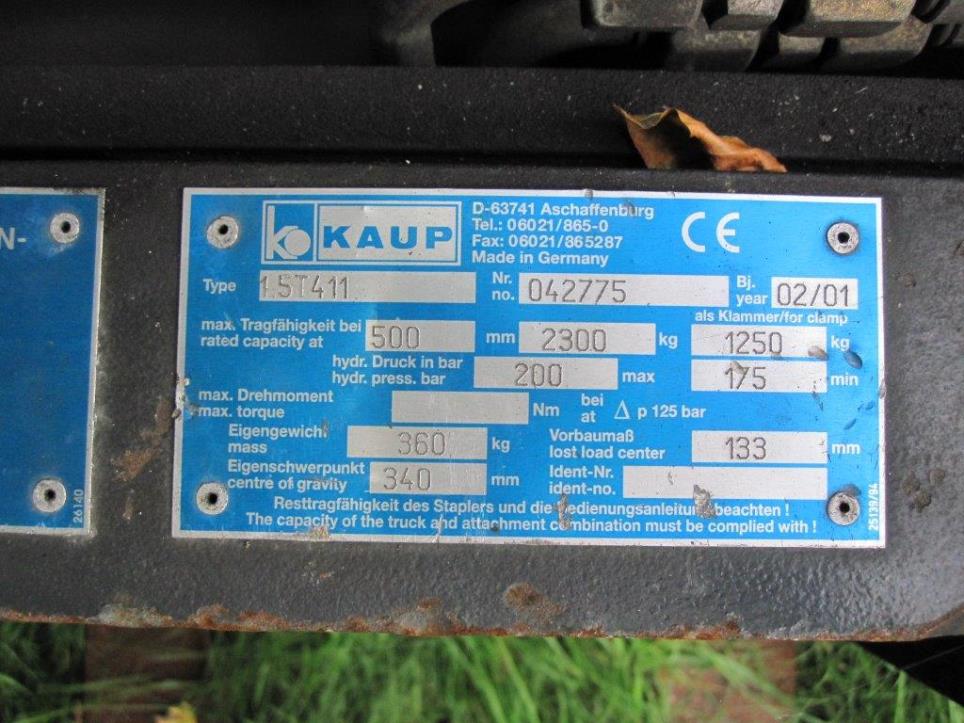 N-
26140
KAUP
D-63741 Aschaffenburg
Tel.: 06021/865-0
Fax: 06021/865287
Made in Germany
CE
Type 1.5T411 Nr. no. 042775 Bj. year 02/01
als Klammer/for clamp
max. Tragfähigkeit bei
rated capacity at 500 mm 2300 kg 1250 kg
hydr. Druck in bar
hydr. press. bar 200 max 175 min
max. Drehmoment
max. torque Nm bei at Δ p 125 bar
Eigengewicht
mass 360 kg
Vorbaumaß
lost load center 133 mm
Eigenschwerpunkt
centre of gravity 340 mm
Ident-Nr.
ident-no.
Resttragfähigkeit des Staplers und die Bedienungsanleitung beachten !
The capacity of the truck and attachment combination must be complied with !
25139/94